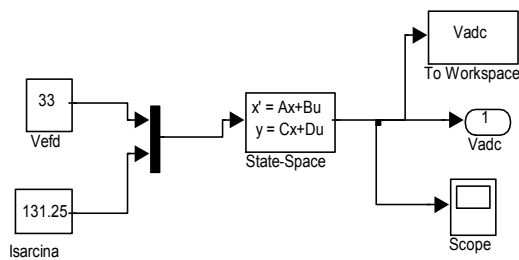 33
Vefd
131.25
Isarcina
x' = Ax+Bu
y = Cx+Du
State-Space
Vadc
To Workspace
1
Vadc
Scope